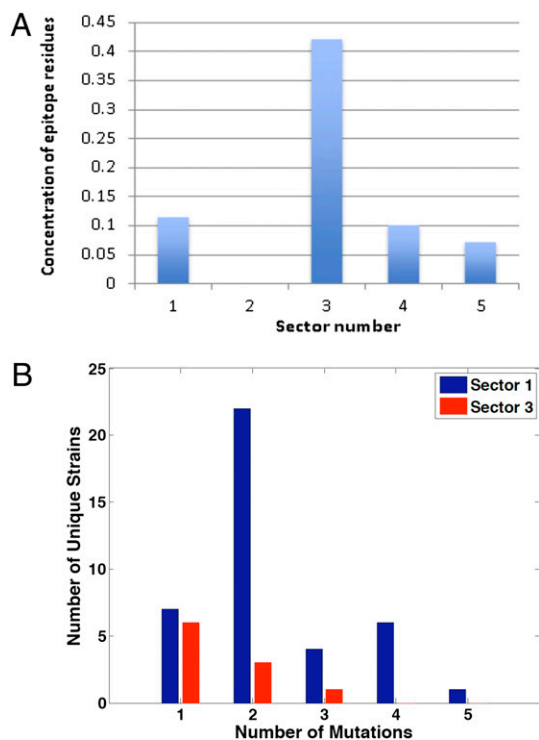 A
Concentration of epitope residues
0.45
0.4
0.35
0.3
0.25
0.2
0.15
0.1
0.05
0
1 2 3 4 5
Sector number
B
Number of Unique Strains
25
20
15
10
5
0
Sector 1
Sector 3
1 2 3 4 5
Number of Mutations